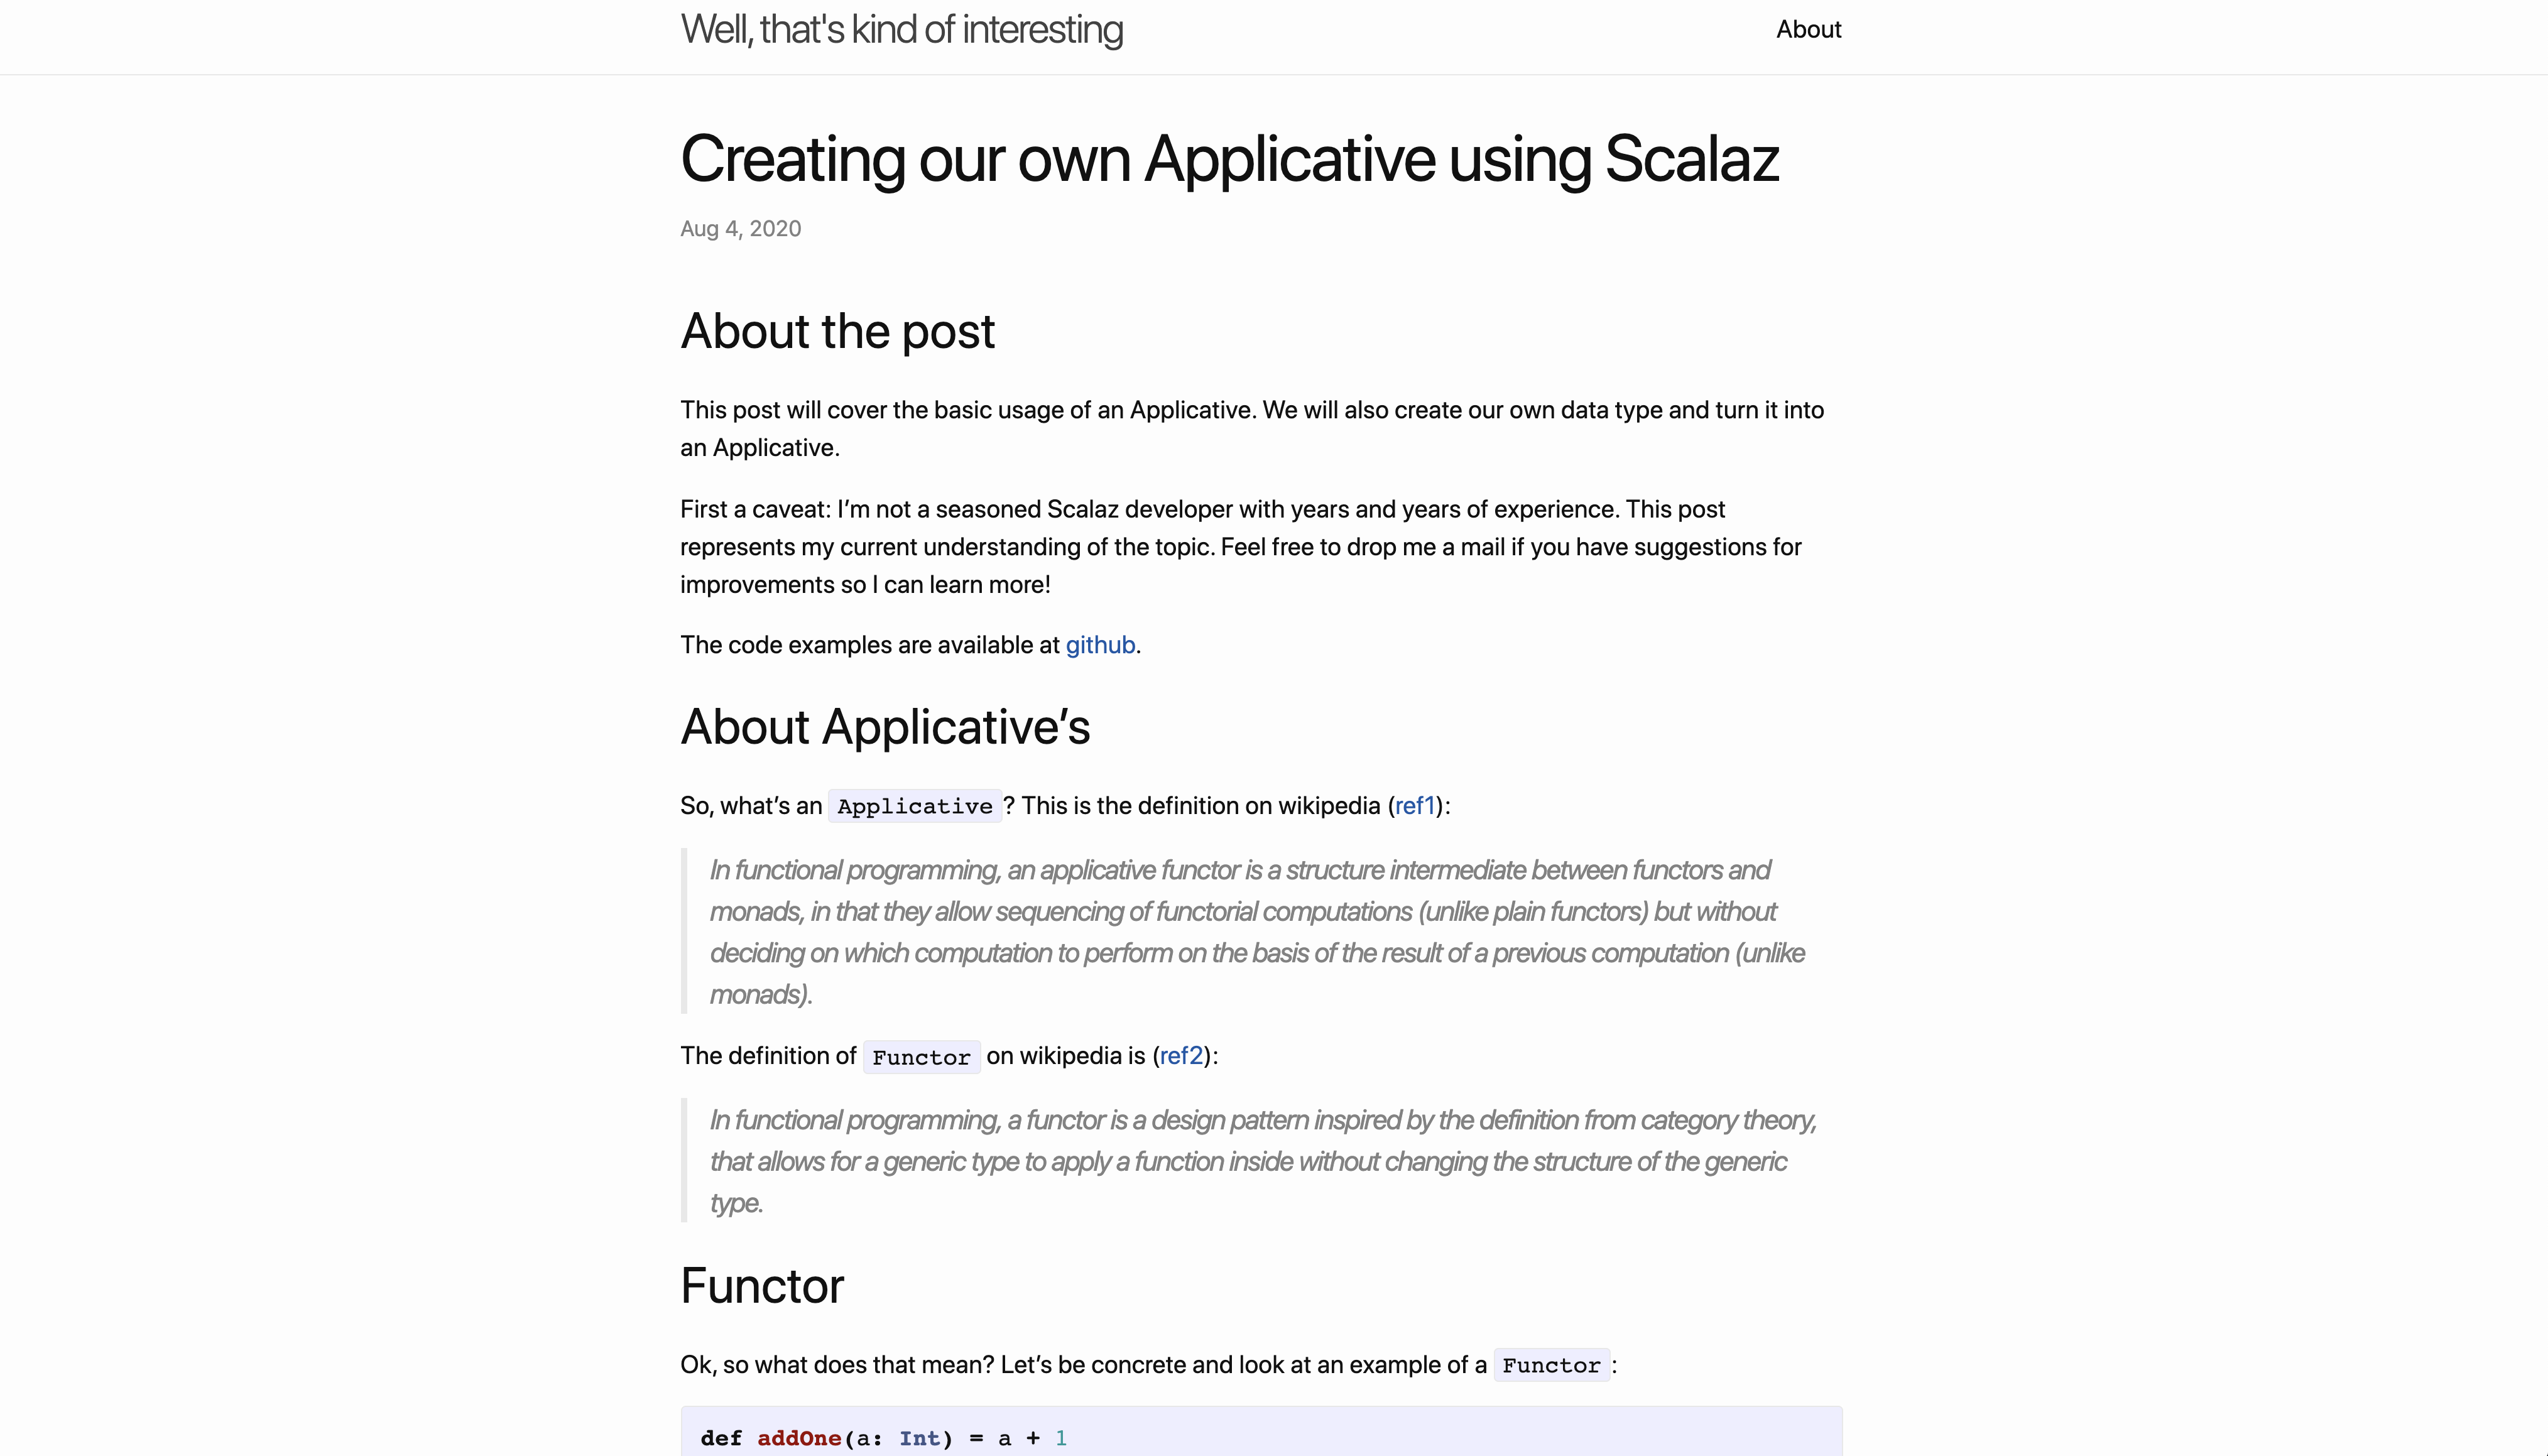 Well, that's kind of interesting
About
Creating our own Applicative using Scalaz
Aug 4, 2020
About the post
This post will cover the basic usage of an Applicative. We will also create our own data type and turn it into
an Applicative.
First a caveat: I’m not a seasoned Scalaz developer with years and years of experience. This post
represents my current understanding of the topic. Feel free to drop me a mail if you have suggestions for
improvements so I can learn more!
The code examples are available at github.
About Applicative’s
So, what’s an Applicative? This is the definition on wikipedia (ref1):
In functional programming, an applicative functor is a structure intermediate between functors and
monads, in that they allow sequencing of functorial computations (unlike plain functors) but without
deciding on which computation to perform on the basis of the result of a previous computation (unlike
monads).
The definition of Functor on wikipedia is (ref2):
In functional programming, a functor is a design pattern inspired by the definition from category theory,
that allows for a generic type to apply a function inside without changing the structure of the generic
type.
Functor
Ok, so what does that mean? Let’s be concrete and look at an example of a Functor:
def addOne(a: Int) = a + 1